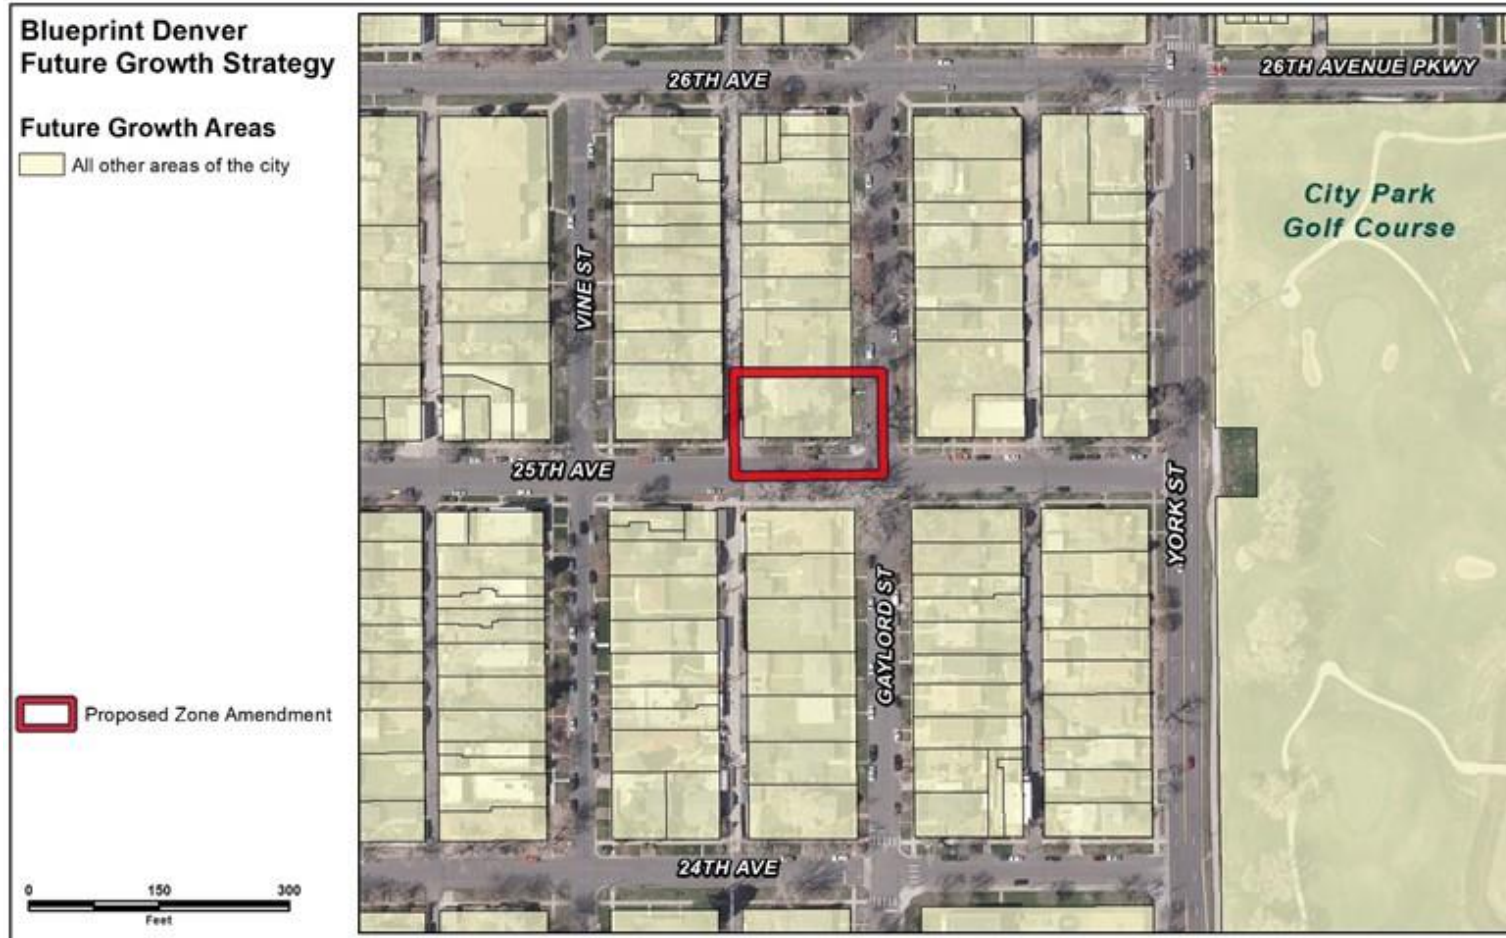 Blueprint Denver
Future Growth Strategy
Future Growth Areas
All other areas of the city
Proposed Zone Amendment
0 150 300
Feet
26TH AVE
26TH AVENUE PKWY
City Park
Golf Course
VINE ST
25TH AVE
YORK ST
GAYLORD ST
24TH AVE